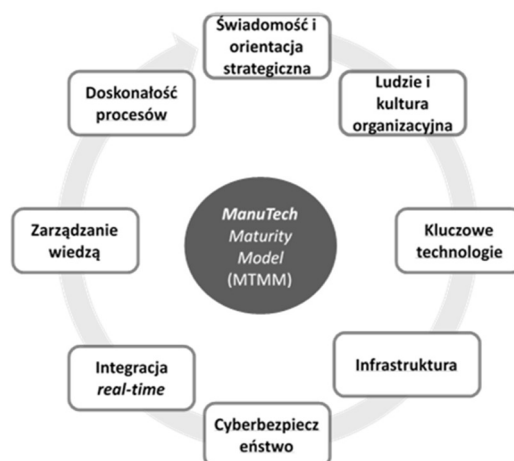 Świadomość i
orientacja
strategiczna
Ludzie i
kultura
organizacyjna
Kluczowe
technologie
Infrastruktura
Cyberbezpiecz
eństwo
Integracja
real-time
Zarządzanie
wiedzą
Doskonałość
procesów
ManuTech
Maturity
Model
(MTMM)